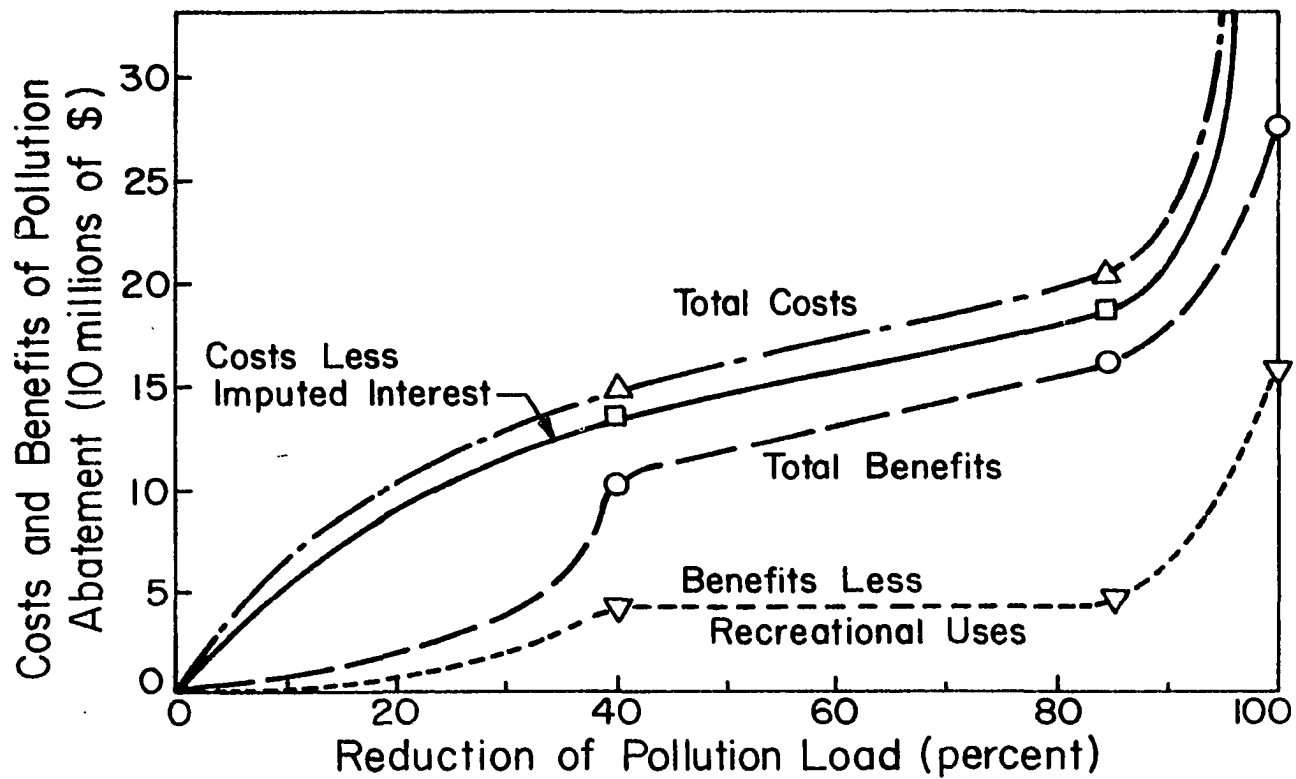 Costs and Benefits of Pollution
Abatement (10 millions of $)
30
25
20
15
10
5
0
Total Costs
Costs Less
Imputed Interest
Total Benefits
Benefits Less
Recreational Uses
0 20 40 60 80 100
Reduction of Pollution Load (percent)